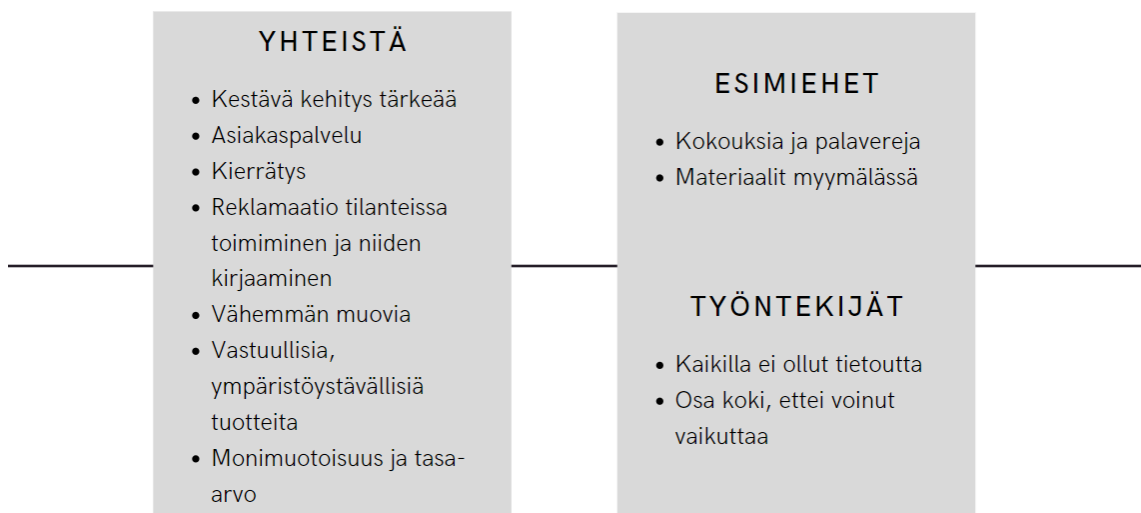 YHTEISTÄ
• Kestävä kehitys tärkeää
• Asiakaspalvelu
• Kierrätys
• Reklamaatio tilanteissa
toimiminen ja niiden
kirjaaminen
• Vähemmän muovia
• Vastuullisia,
ympäristöystävällisiä
tuotteita
• Monimuotoisuus ja tasa-
arvo
ESIMIEHET
• Kokouksia ja palavereja
• Materiaalit myymälässä
TYÖNTEKIJÄT
• Kaikilla ei ollut tietoutta
• Osa koki, ettei voinut
vaikuttaa